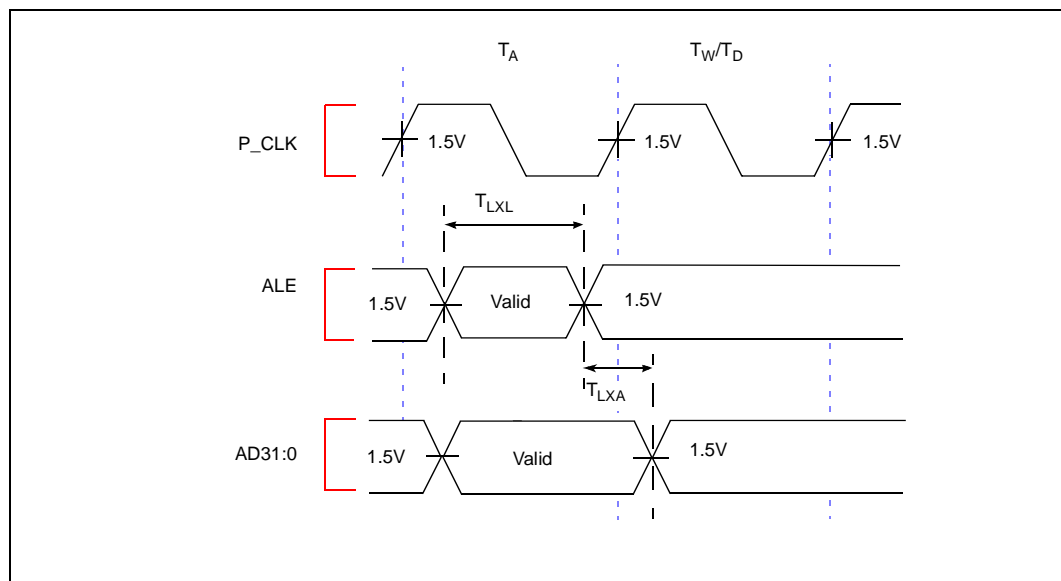 T_A T_W/T_D
P_CLK 1.5V 1.5V 1.5V
T_LXL
ALE 1.5V Valid 1.5V
T_LXA
AD31:0 1.5V Valid 1.5V